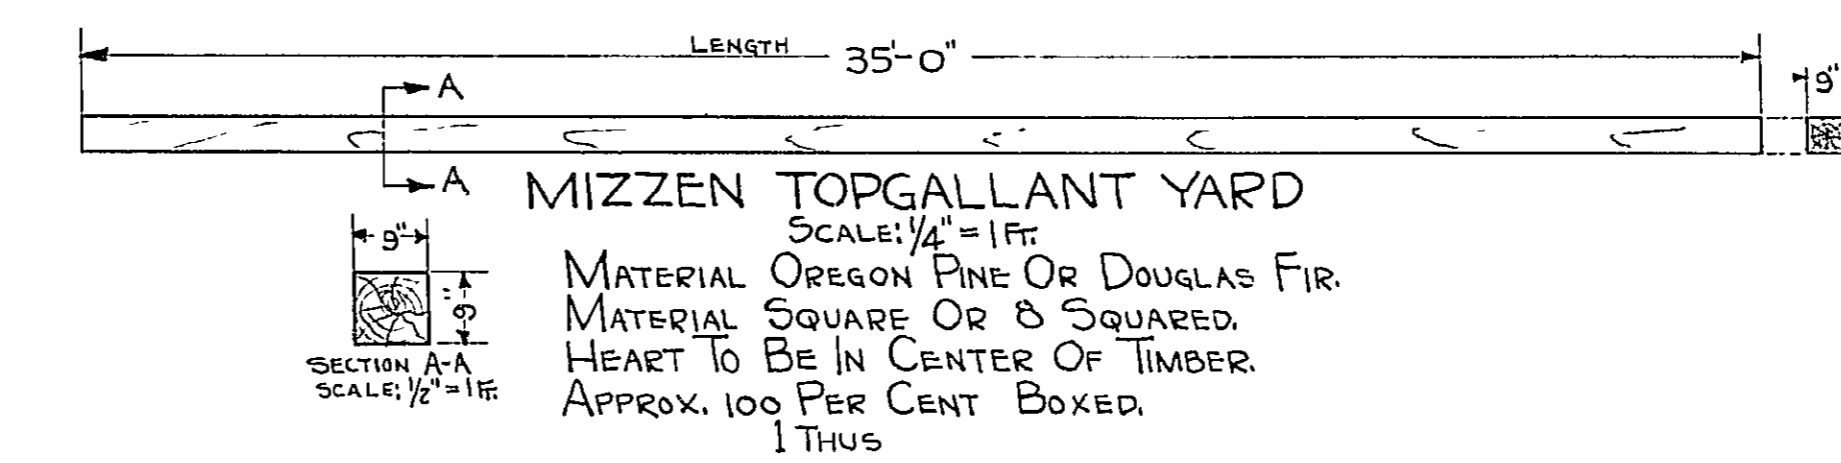 LENGTH 35'-0"
9"
A
A
MIZZEN TOPGALLANT YARD
SCALE: 1/4" = 1 FT.
9"
9"
SECTION A-A
SCALE: 1/2" = 1 FT.
MATERIAL OREGON PINE OR DOUGLAS FIR.
MATERIAL SQUARE OR 8 SQUARED.
HEART TO BE IN CENTER OF TIMBER.
APPROX. 100 PER CENT BOXED.
1 THUS